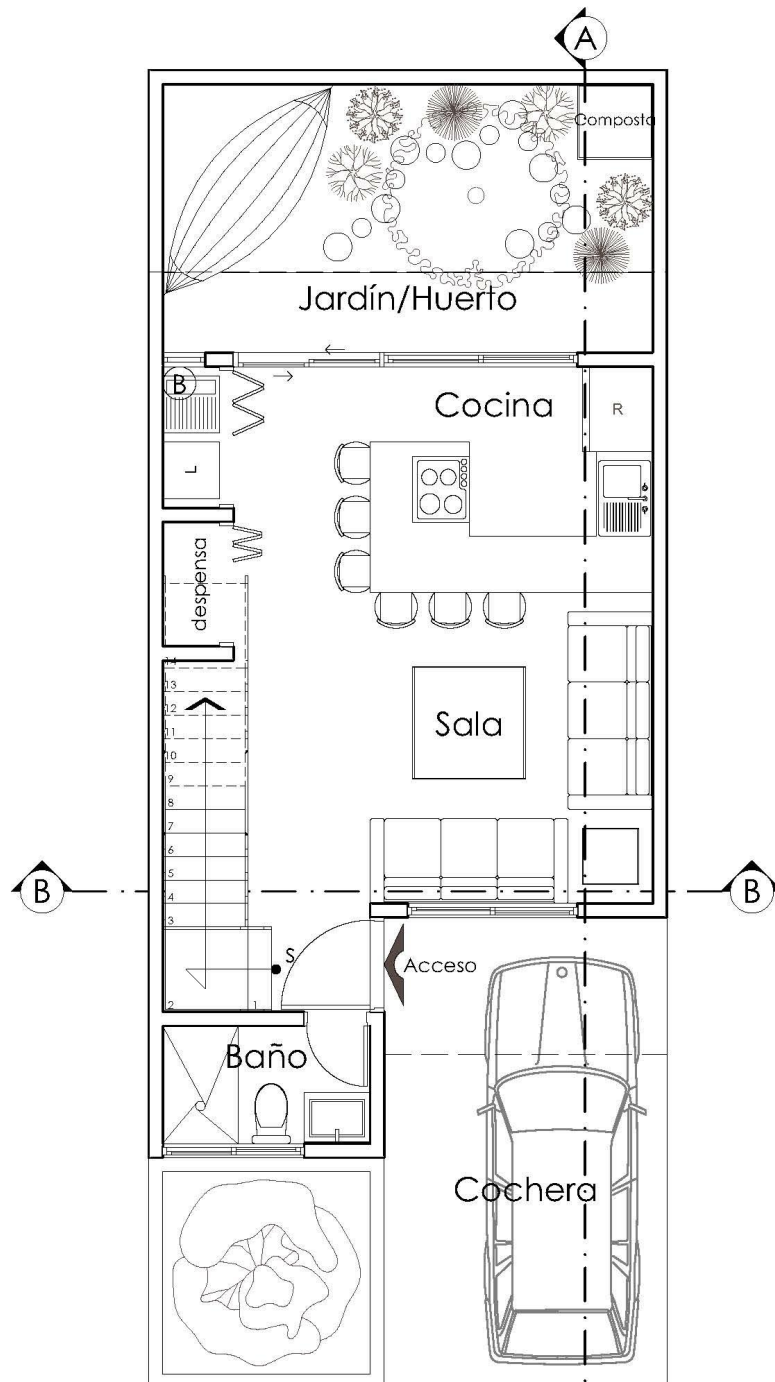 A
Composta
Jardín/Huerto
B
Cocina
R
L
despensa
14
13
12
11
10
9
8
7
6
5
4
3
2
1
Sala
B
B
S
Acceso
Baño
Cochera